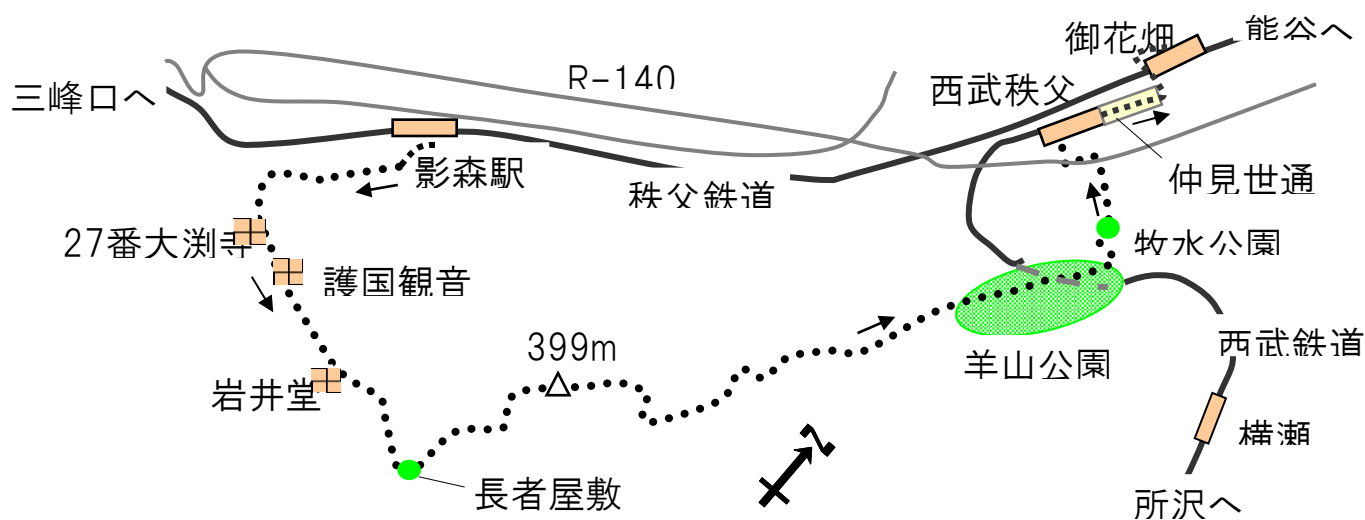 御花畑
熊谷へ
R-140
西武秩父
三峰口へ
影森駅
秩父鉄道
仲見世通
27番大渕寺
牧水公園
護国観音
399m
西武鉄道
羊山公園
岩井堂
横瀬
長者屋敷
所沢へ